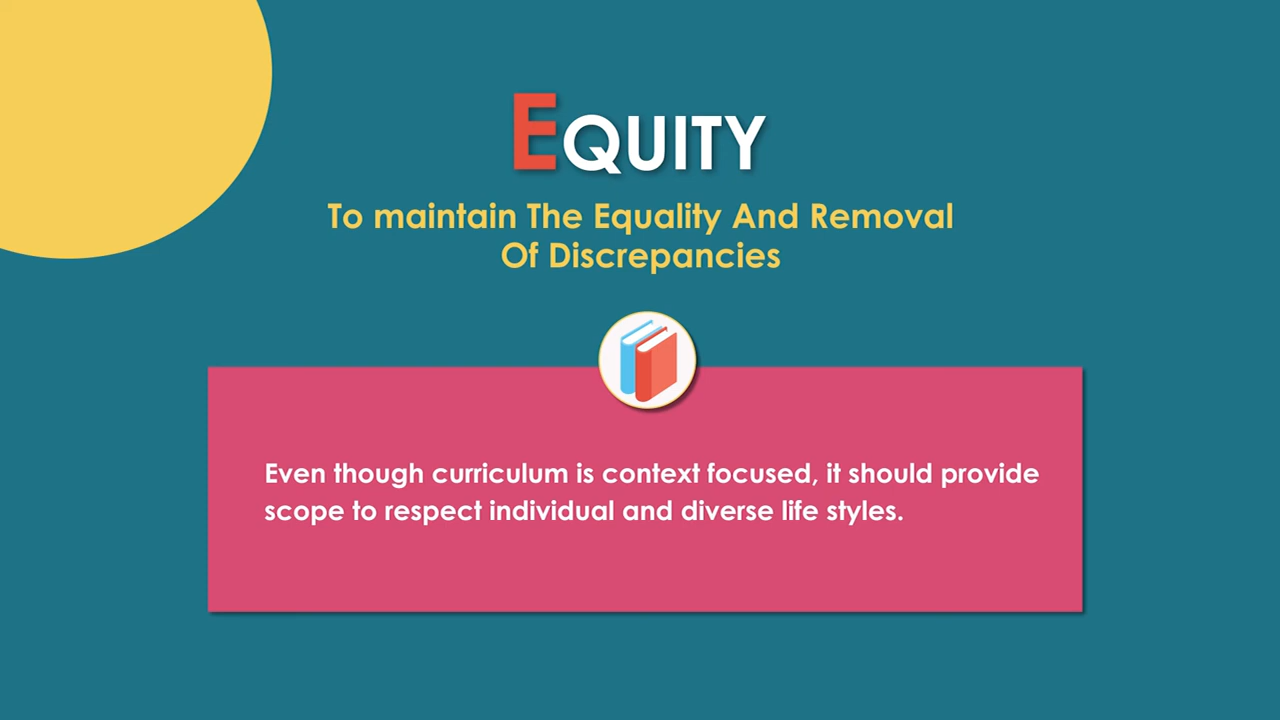 EQUITY
To maintain The Equality And Removal
Of Discrepancies
Even though curriculum is context focused, it should provide
scope to respect individual and diverse life styles.